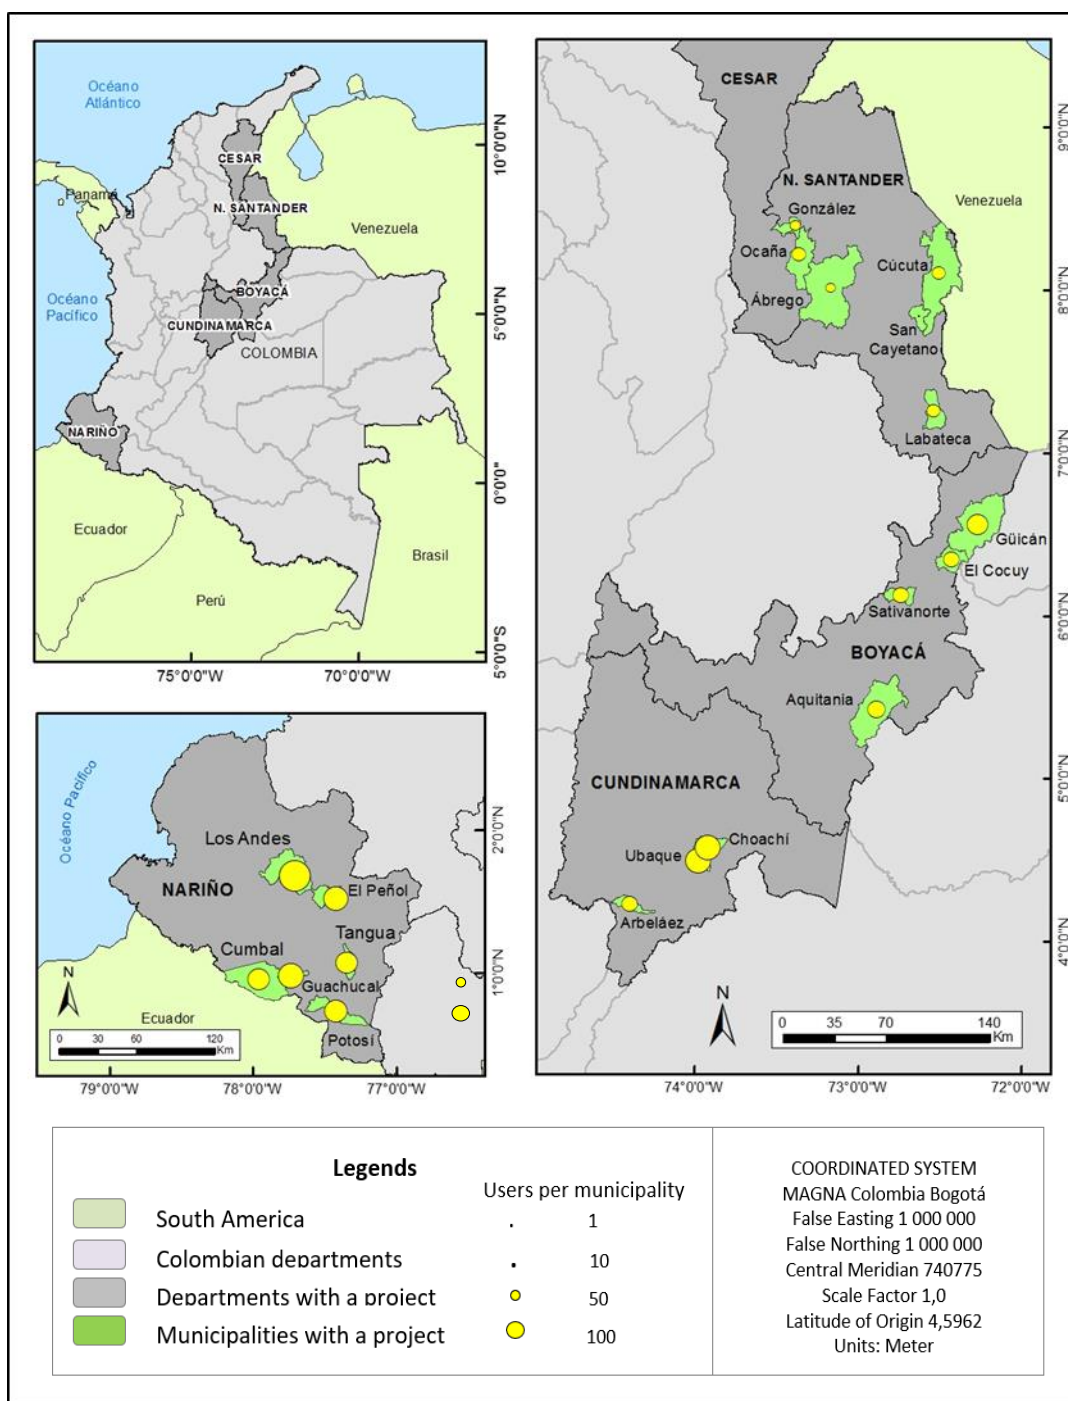 Océano
Atlántico
Panamá
Océano
Pacífico
CESAR
N. SANTANDER
Venezuela
BOYACÁ
CUNDINAMARCA
COLOMBIA
NARIÑO
Ecuador
Perú
Brasil
10°0'0"N
5°0'0"N
0°0'0"
5°0'0"S
75°0'0"W
70°0'0"W
CESAR
N. SANTANDER
González
Ocaña
Ábrego
Cúcuta
San
Cayetano
Labateca
Venezuela
Güicán
El Cocuy
Sativanorte
BOYACÁ
Aquitania
CUNDINAMARCA
Choachí
Ubaque
Arbeláez
N
0 35 70 140
Km
9°0'0"N
8°0'0"N
7°0'0"N
6°0'0"N
5°0'0"N
4°0'0"N
74°0'0"W
73°0'0"W
72°0'0"W
Océano Pacífico
Los Andes
NARIÑO
El Peñol
Tangua
Cumbal
Guachucal
Potosí
Ecuador
N
0 30 60 120
Km
2°0'0"N
1°0'0"N
79°0'0"W
78°0'0"W
77°0'0"W
Legends
Users per municipality
South America
1
Colombian departments
10
Departments with a project
50
Municipalities with a project
100
COORDINATED SYSTEM
MAGNA Colombia Bogotá
False Easting 1 000 000
False Northing 1 000 000
Central Meridian 740775
Scale Factor 1,0
Latitude of Origin 4,5962
Units: Meter